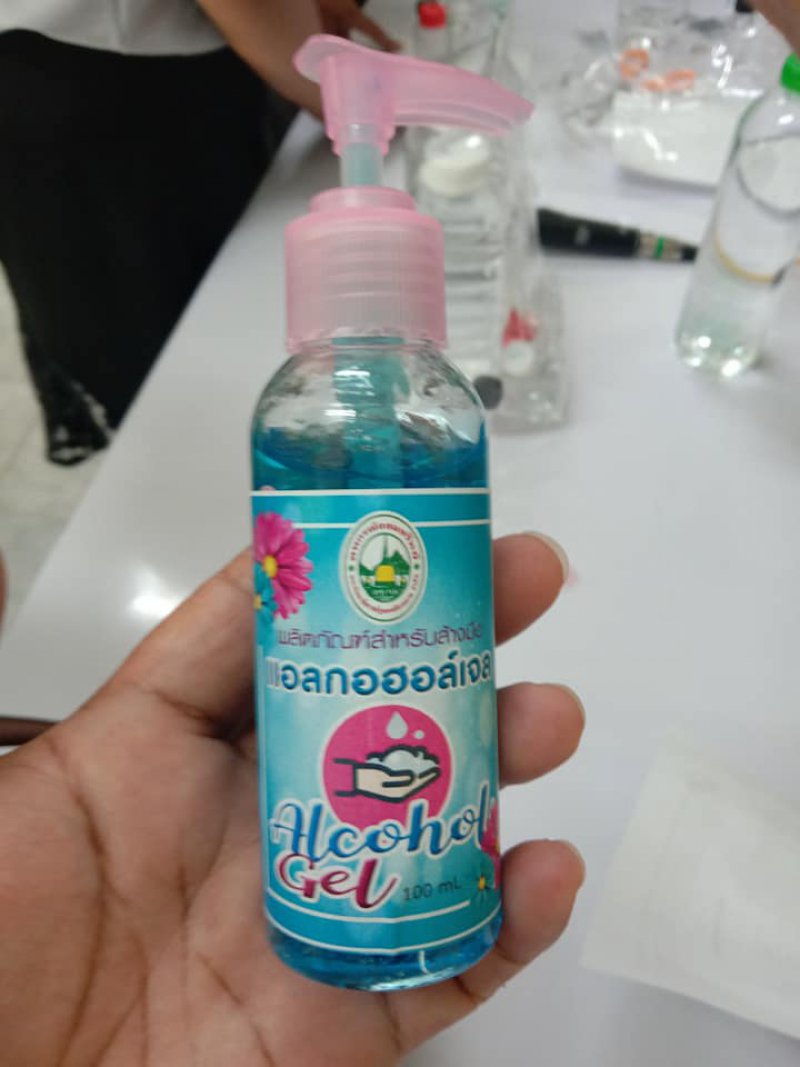 ผลิตภัณฑ์สำหรับล้างมือ
แอลกอฮอล์เจล
Alcohol
Gel
100 mL